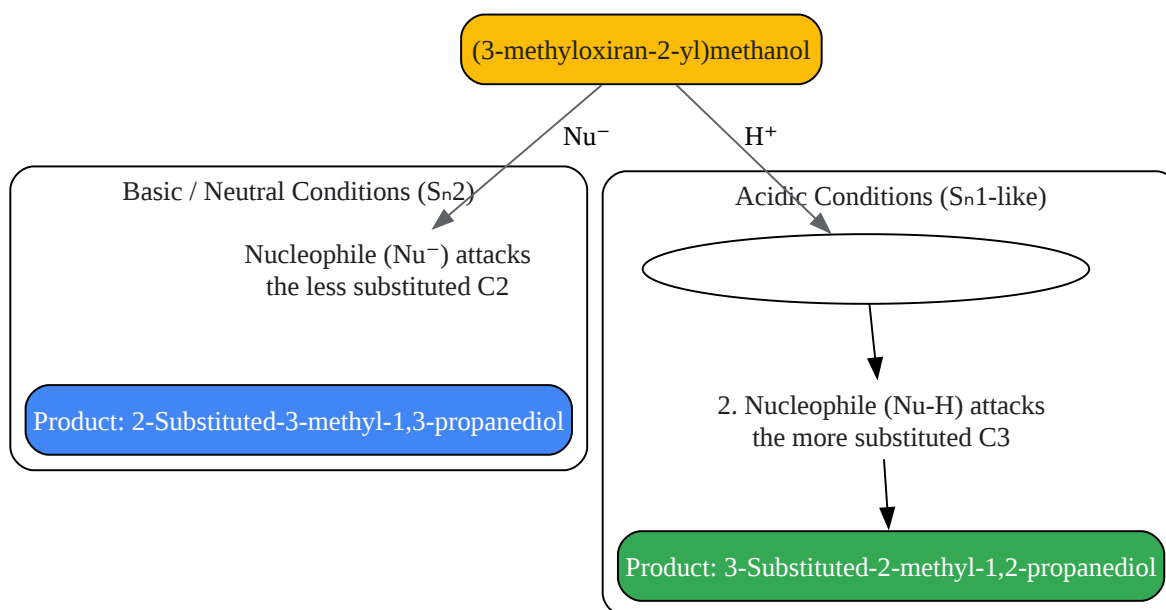 (3-methyloxiran-2-yl)methanol
Nu⁻
H⁺
Basic / Neutral Conditions (Sₙ2)
Nucleophile (Nu⁻) attacks
the less substituted C2
Product: 2-Substituted-3-methyl-1,3-propanediol
Acidic Conditions (Sₙ1-like)
2. Nucleophile (Nu-H) attacks
the more substituted C3
Product: 3-Substituted-2-methyl-1,2-propanediol